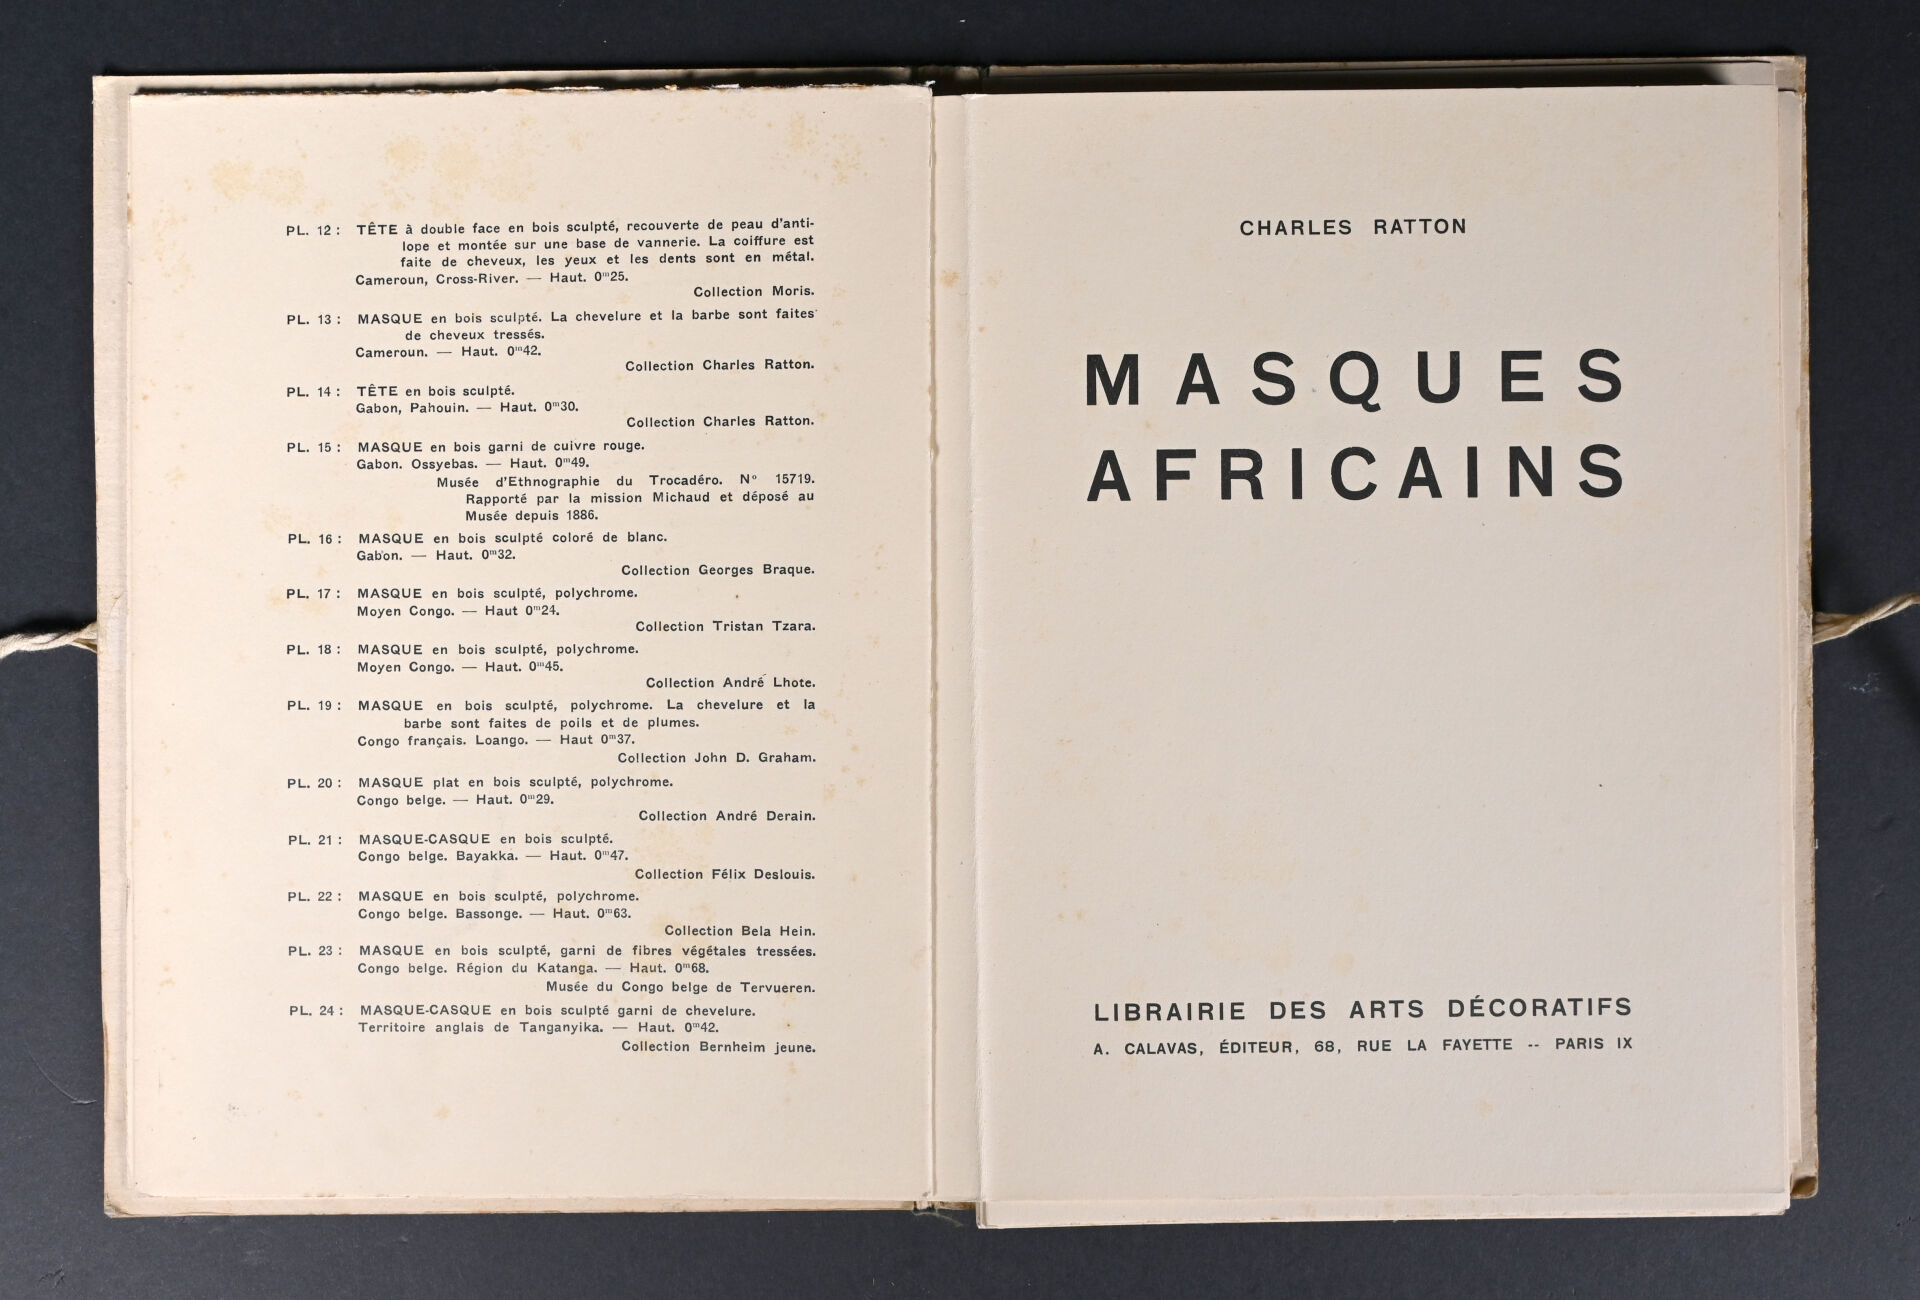 PL. 12 : TÊTE à double face en bois sculpté, recouverte de peau d'anti-
lope et montée sur une base de vannerie. La coiffure est
faite de cheveux, les yeux et les dents sont en métal.
Cameroun, Cross-River. — Haut. 0m25.
Collection Moris.
PL. 13 : MASQUE en bois sculpté. La chevelure et la barbe sont faites
de cheveux tressés.
Cameroun. — Haut. 0m42.
Collection Charles Ratton.
PL. 14 : TÊTE en bois sculpté.
Gabon, Pahouin. — Haut. 0m30.
Collection Charles Ratton.
PL. 15 : MASQUE en bois garni de cuivre rouge.
Gabon. Ossyebas. — Haut. 0m49.
Musée d'Ethnographie du Trocadéro. N° 15719.
Rapporté par la mission Michaud et déposé au
Musée depuis 1886.
PL. 16 : MASQUE en bois sculpté coloré de blanc.
Gabon. — Haut. 0m32.
Collection Georges Braque.
PL. 17 : MASQUE en bois sculpté, polychrome.
Moyen Congo. — Haut 0m24.
Collection Tristan Tzara.
PL. 18 : MASQUE en bois sculpté, polychrome.
Moyen Congo. — Haut. 0m45.
Collection André Lhote.
PL. 19 : MASQUE en bois sculpté, polychrome. La chevelure et la
barbe sont faites de poils et de plumes.
Congo français. Loango. — Haut 0m37.
Collection John D. Graham.
PL. 20 : MASQUE plat en bois sculpté, polychrome.
Congo belge. — Haut. 0m29.
Collection André Derain.
PL. 21 : MASQUE-CASQUE en bois sculpté.
Congo belge. Bayakka. — Haut. 0m47.
Collection Félix Deslouis.
PL. 22 : MASQUE en bois sculpté, polychrome.
Congo belge. Bassonge. — Haut. 0m63.
Collection Bela Hein.
PL. 23 : MASQUE en bois sculpté, garni de fibres végétales tressées.
Congo belge. Région du Katanga. — Haut. 0m68.
Musée du Congo belge de Tervueren.
PL. 24 : MASQUE-CASQUE en bois sculpté garni de chevelure.
Territoire anglais de Tanganyika. — Haut. 0m42.
Collection Bernheim jeune.
CHARLES RATTON
MASQUES
AFRICAINS
LIBRAIRIE DES ARTS DÉCORATIFS
A. CALAVAS, ÉDITEUR, 68, RUE LA FAYETTE -- PARIS IX